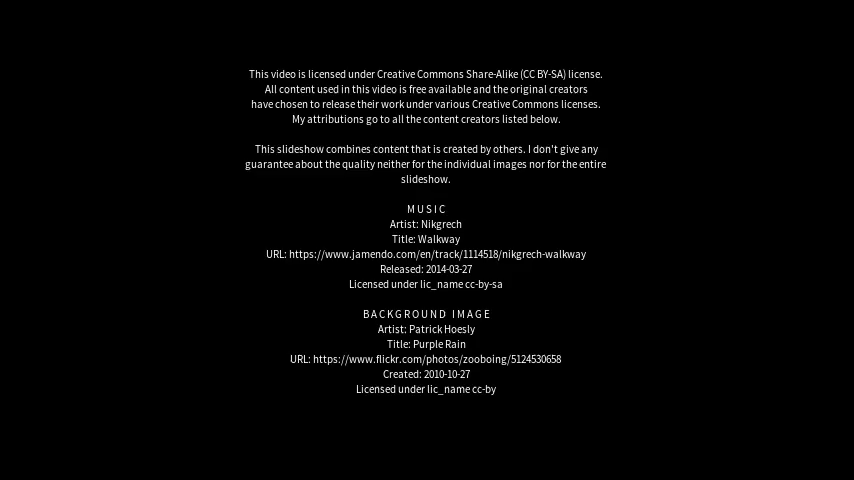 This video is licensed under Creative Commons Share-Alike (CC BY-SA) license.
All content used in this video is free available and the original creators
have chosen to release their work under various Creative Commons licenses.
My attributions go to all the content creators listed below.
This slideshow combines content that is created by others. I don't give any
guarantee about the quality neither for the individual images nor for the entire
slideshow.
MUSIC
Artist: Nikgrech
Title: Walkway
URL: https://www.jamendo.com/en/track/1114518/nikgrech-walkway
Released: 2014-03-27
Licensed under lic_name cc-by-sa
BACKGROUND IMAGE
Artist: Patrick Hoesly
Title: Purple Rain
URL: https://www.flickr.com/photos/zooboing/5124530658
Created: 2010-10-27
Licensed under lic_name cc-by